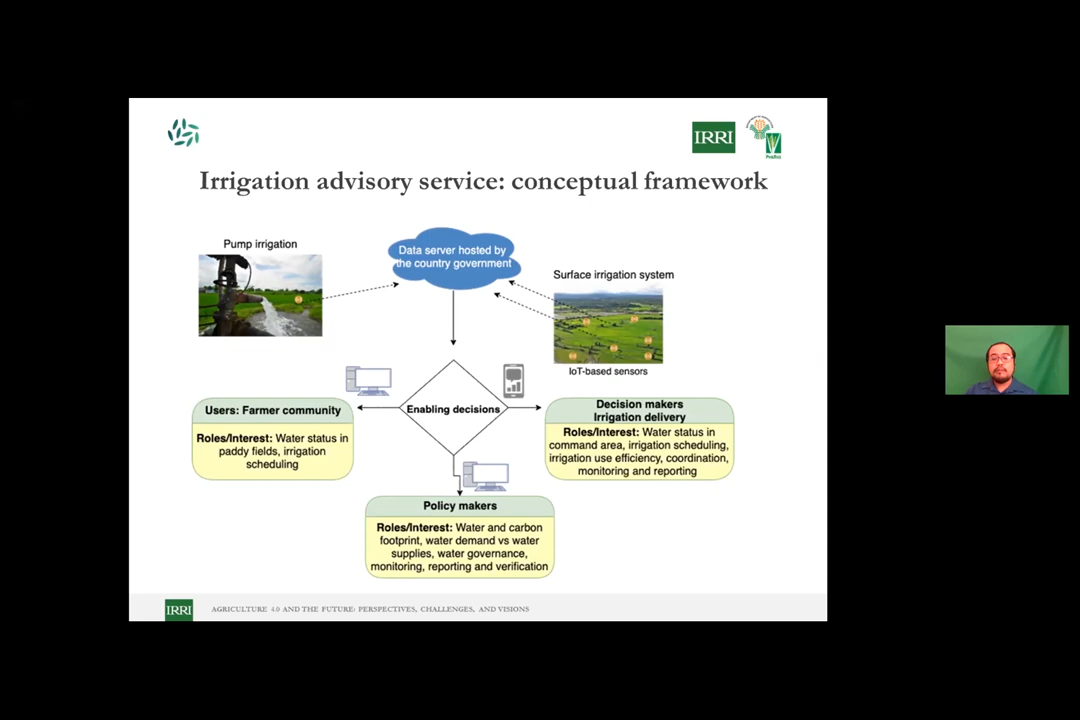 IRRI
PhilRice
Irrigation advisory service: conceptual framework
Pump irrigation
Data server hosted by
the country government
Surface irrigation system
IoT-based sensors
Enabling decisions
Users: Farmer community
Roles/Interest: Water status in
paddy fields, irrigation
scheduling
Decision makers
Irrigation delivery
Roles/Interest: Water status in
command area, irrigation scheduling,
irrigation use efficiency, coordination,
monitoring and reporting
Policy makers
Roles/Interest: Water and carbon
footprint, water demand vs water
supplies, water governance,
monitoring, reporting and verification
IRRI
AGRICULTURE 4.0 AND THE FUTURE: PERSPECTIVES, CHALLENGES, AND VISIONS